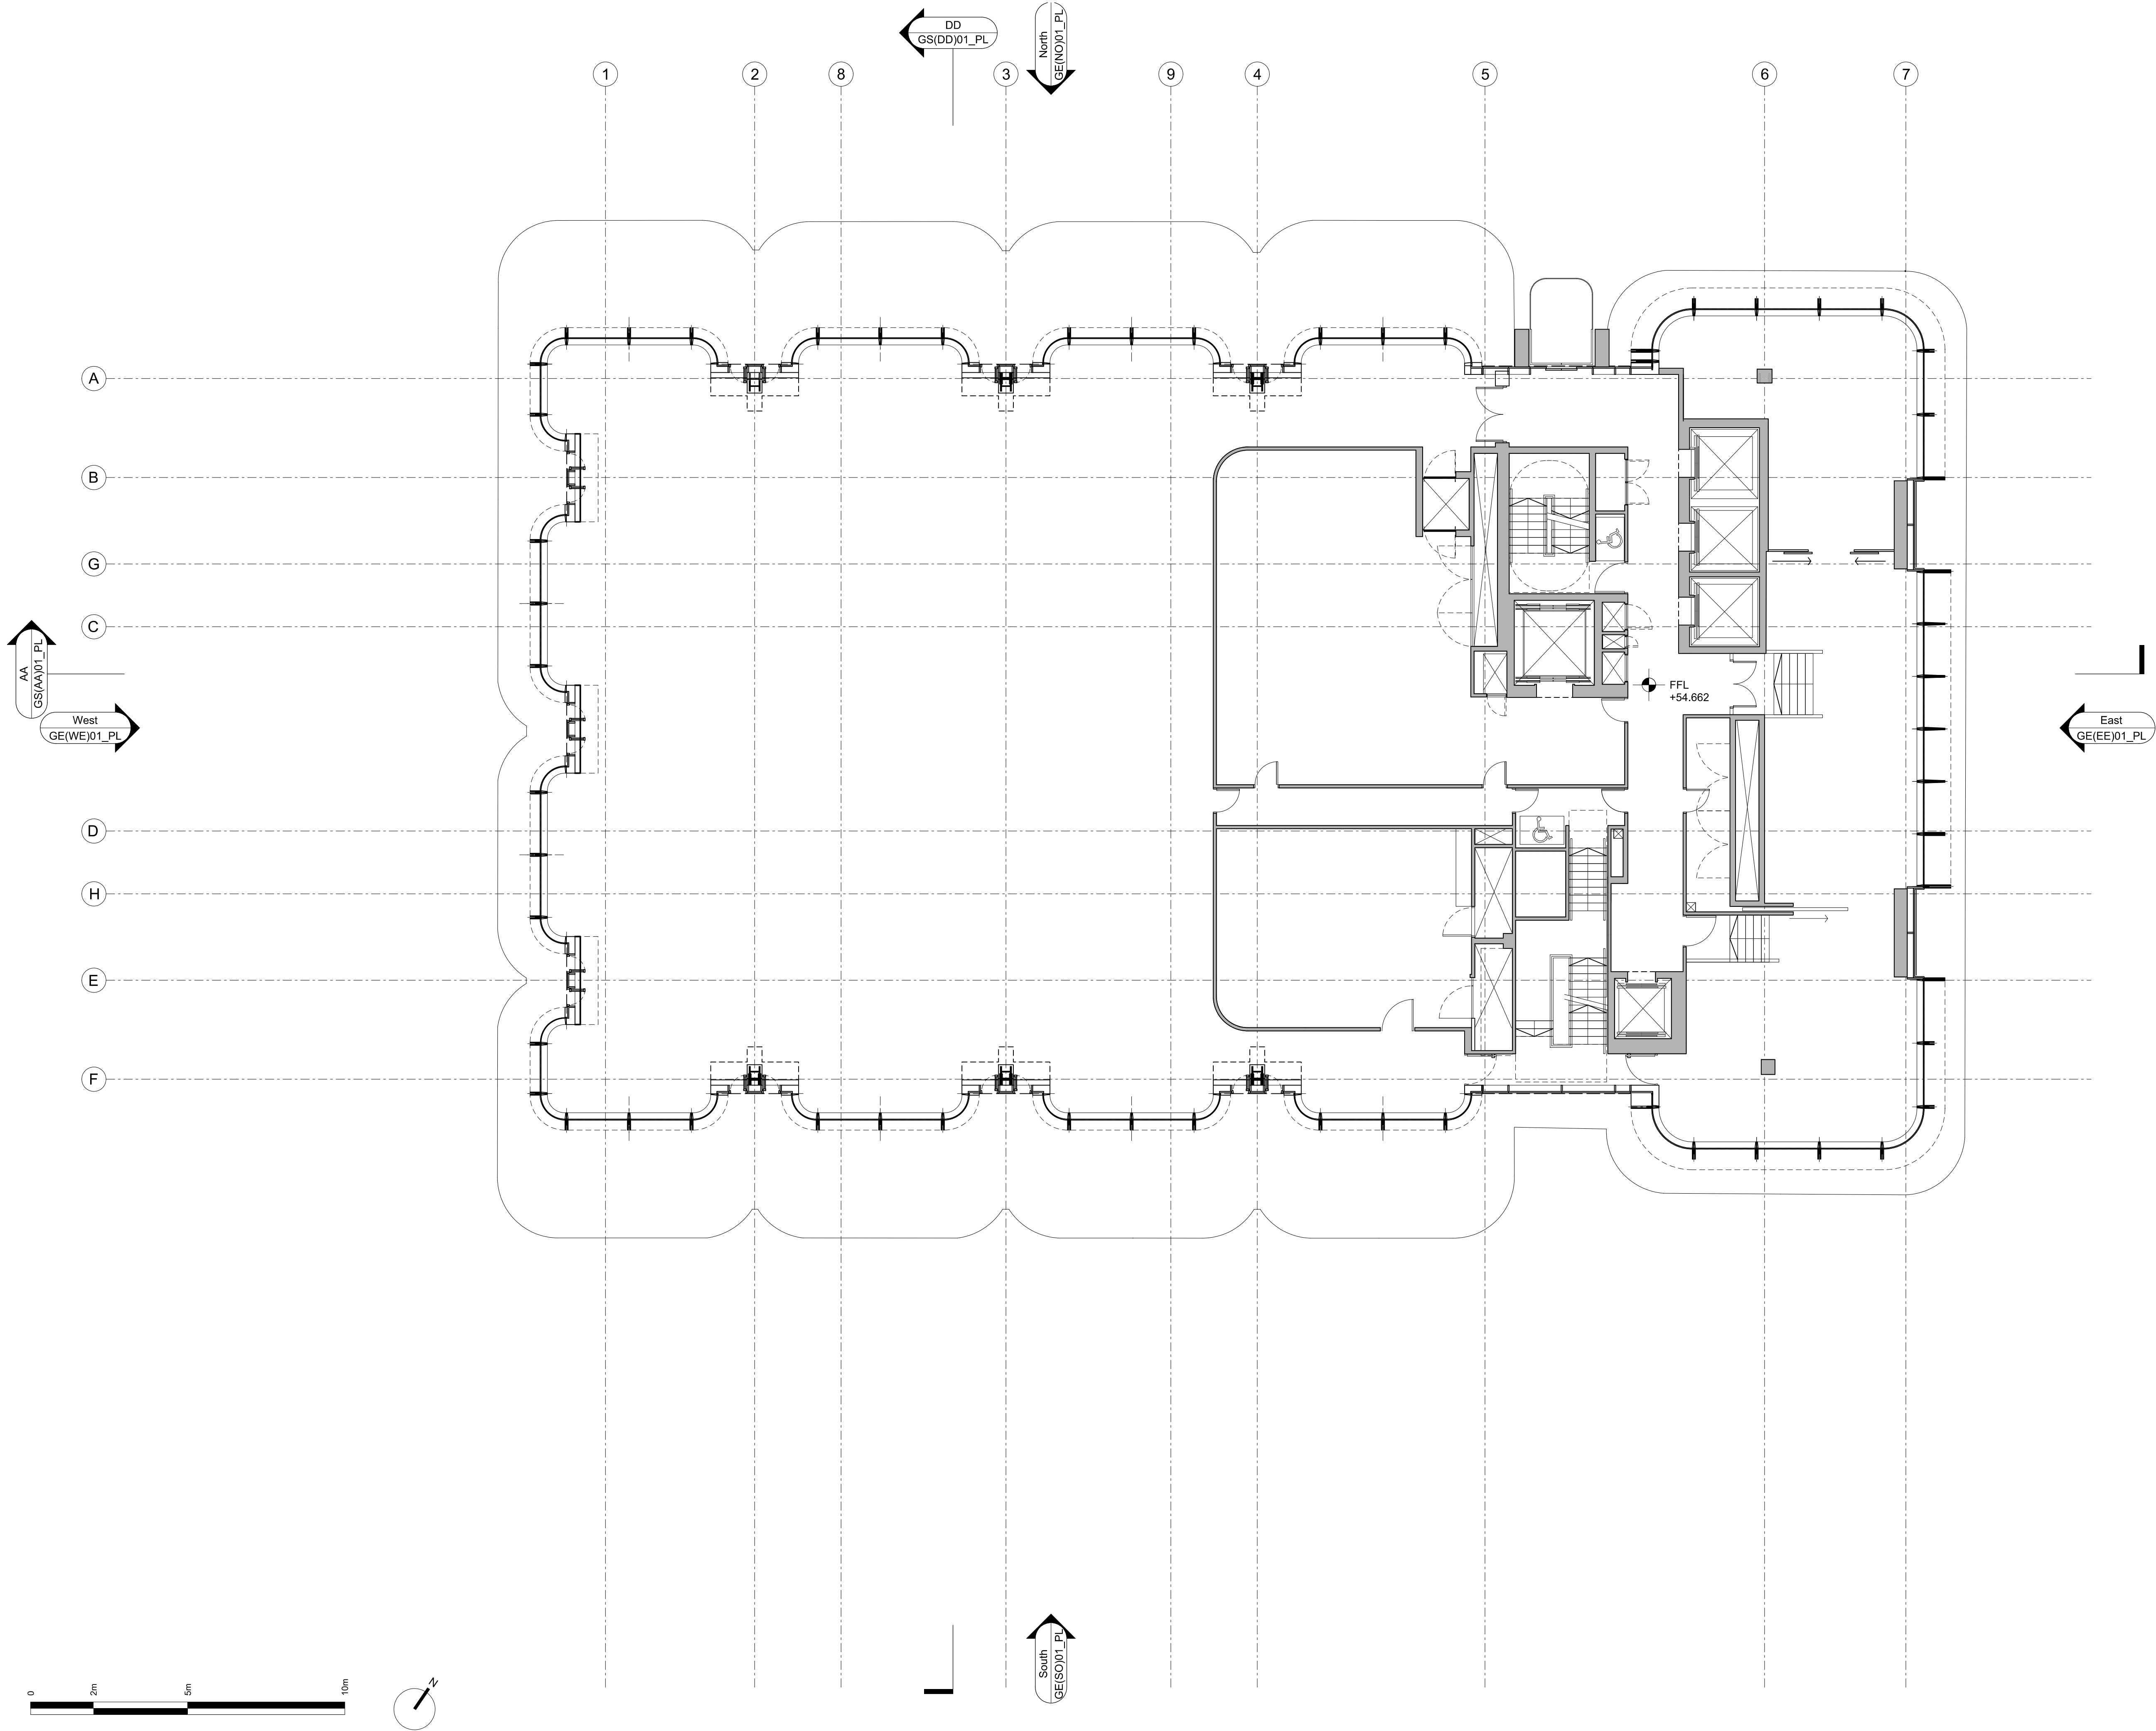 DD
GS(DD)01_PL
North
GE(NO)01_PL
1
2
8
3
9
4
5
6
7
A
B
G
C
AA
GS(AA)01_PL
FFL
+54.662
West
GE(WE)01_PL
East
GE(EE)01_PL
D
H
E
F
South
GE(SO)01_PL
0
2m
5m
10m
N